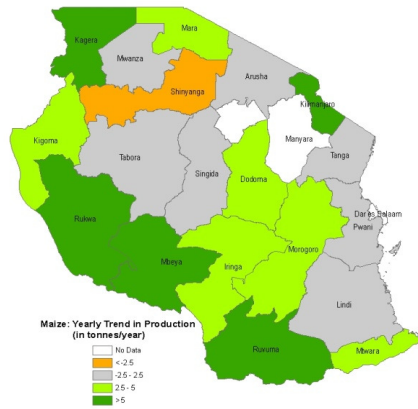 Kagera
Mara
Mwanza
Shinyanga
Arusha
Kilimanjaro
Kigoma
Manyara
Tabora
Singida
Tanga
Dodoma
Dar es Salaam
Pwani
Rukwa
Mbeya
Iringa
Morogoro
Lindi
Ruvuma
Mtwara
Maize: Yearly Trend in Production
(in tonnes/year)
No Data
<-2.5
-2.5 - 2.5
2.5 - 5
>5